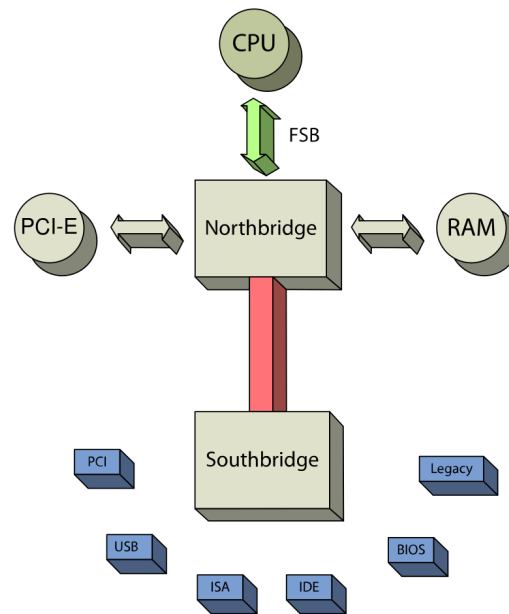 CPU
FSB
PCI-E
Northbridge
RAM
Southbridge
PCI
Legacy
USB
BIOS
ISA
IDE